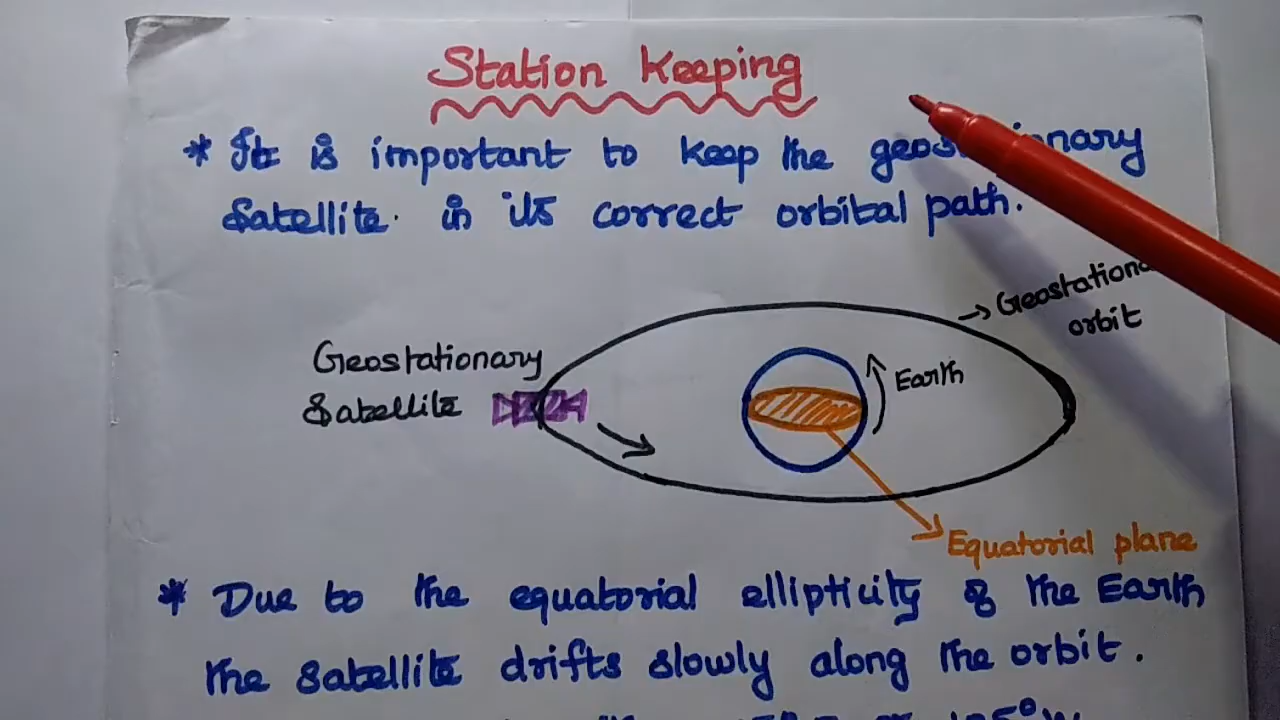 Station Keeping
* It is important to keep the geostationary
satellite. in its correct orbital path.
→ Geostationa
orbit
Geostationary
Satellite
Earth
Equatorial plane
* Due to the equatorial ellipticity of the Earth
the satellite drifts slowly along the orbit.